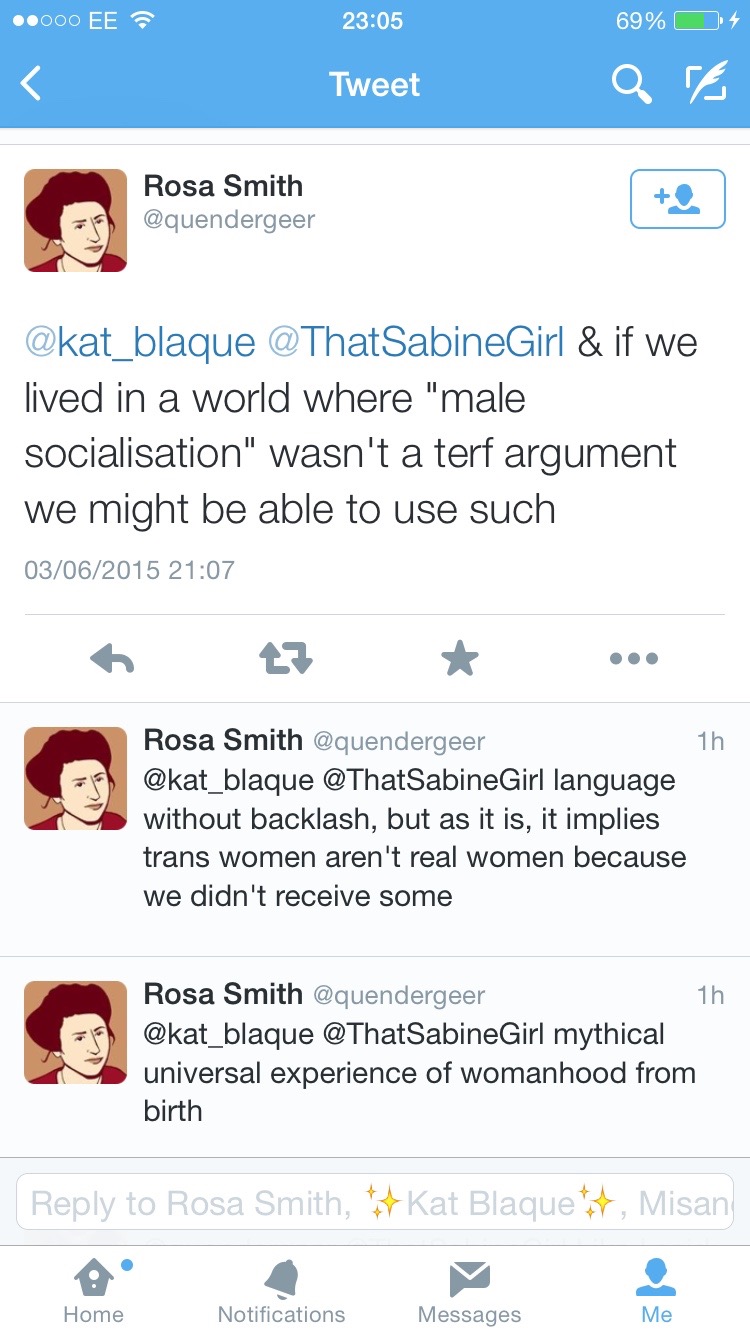 EE 23:05 69%
Tweet
Rosa Smith
@quendergeer
@kat_blaque @ThatSabineGirl & if we
lived in a world where "male
socialisation" wasn't a terf argument
we might be able to use such
03/06/2015 21:07
Rosa Smith @quendergeer 1h
@kat_blaque @ThatSabineGirl language
without backlash, but as it is, it implies
trans women aren't real women because
we didn't receive some
Rosa Smith @quendergeer 1h
@kat_blaque @ThatSabineGirl mythical
universal experience of womanhood from
birth
Reply to Rosa Smith, ✨Kat Blaque✨, Misan
Home Notifications Messages Me